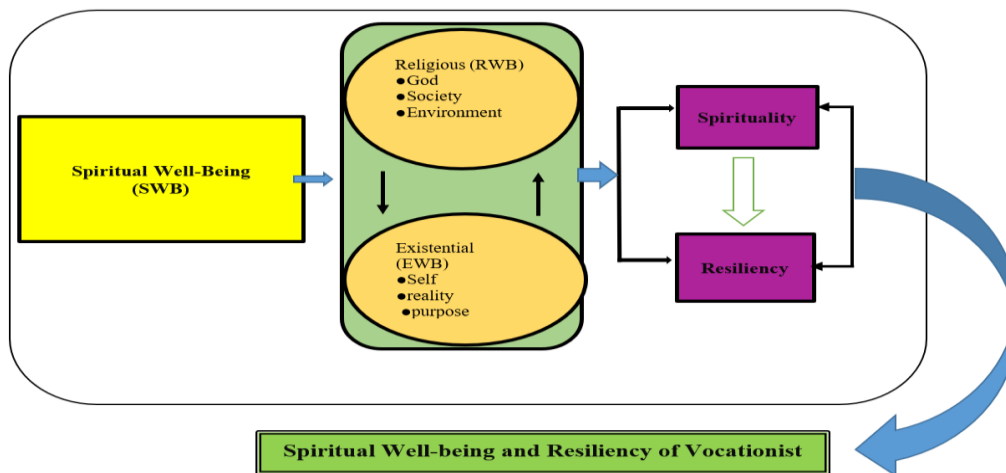 Spiritual Well-Being
(SWB)
Religious (RWB)
●God
●Society
●Environment
Existential
(EWB)
●Self
●reality
●purpose
Spirituality
Resiliency
Spiritual Well-being and Resiliency of Vocationist